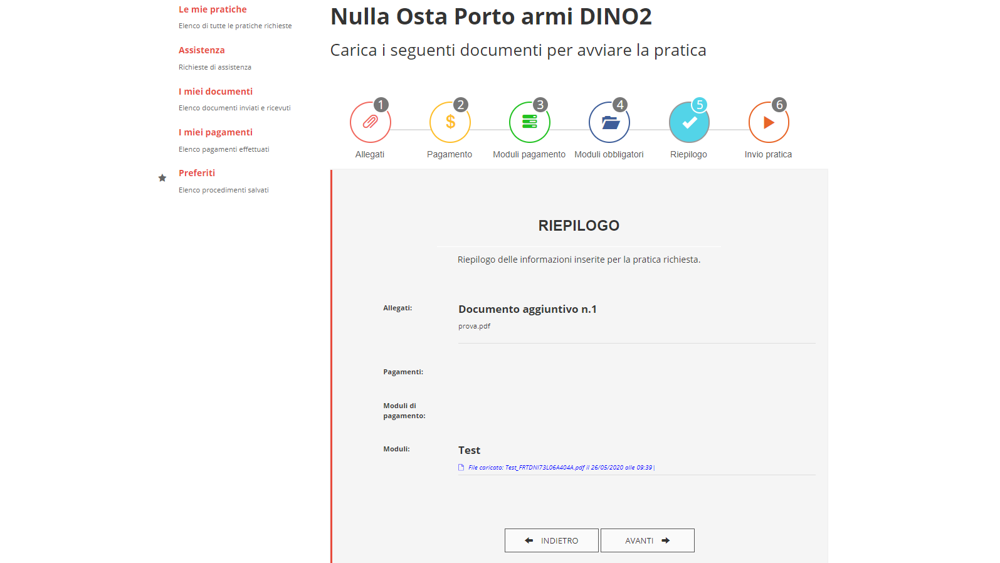 Le mie pratiche
Elenco di tutte le pratiche richieste
Assistenza
Richieste di assistenza
I miei documenti
Elenco documenti inviati e ricevuti
I miei pagamenti
Elenco pagamenti effettuati
Preferiti
Elenco procedimenti salvati
Nulla Osta Porto armi DINO2
Carica i seguenti documenti per avviare la pratica
1 2 3 4 5 6
Allegati Pagamento Moduli pagamento Moduli obbligatori Riepilogo Invio pratica
RIEPILOGO
Riepilogo delle informazioni inserite per la pratica richiesta.
Allegati: Documento aggiuntivo n.1
prova.pdf
Pagamenti:
Moduli di
pagamento:
Moduli: Test
File caricato: Test_FRTDNI73L06A404A.pdf il 26/05/2020 alle 09:39 |
INDIETRO AVANTI